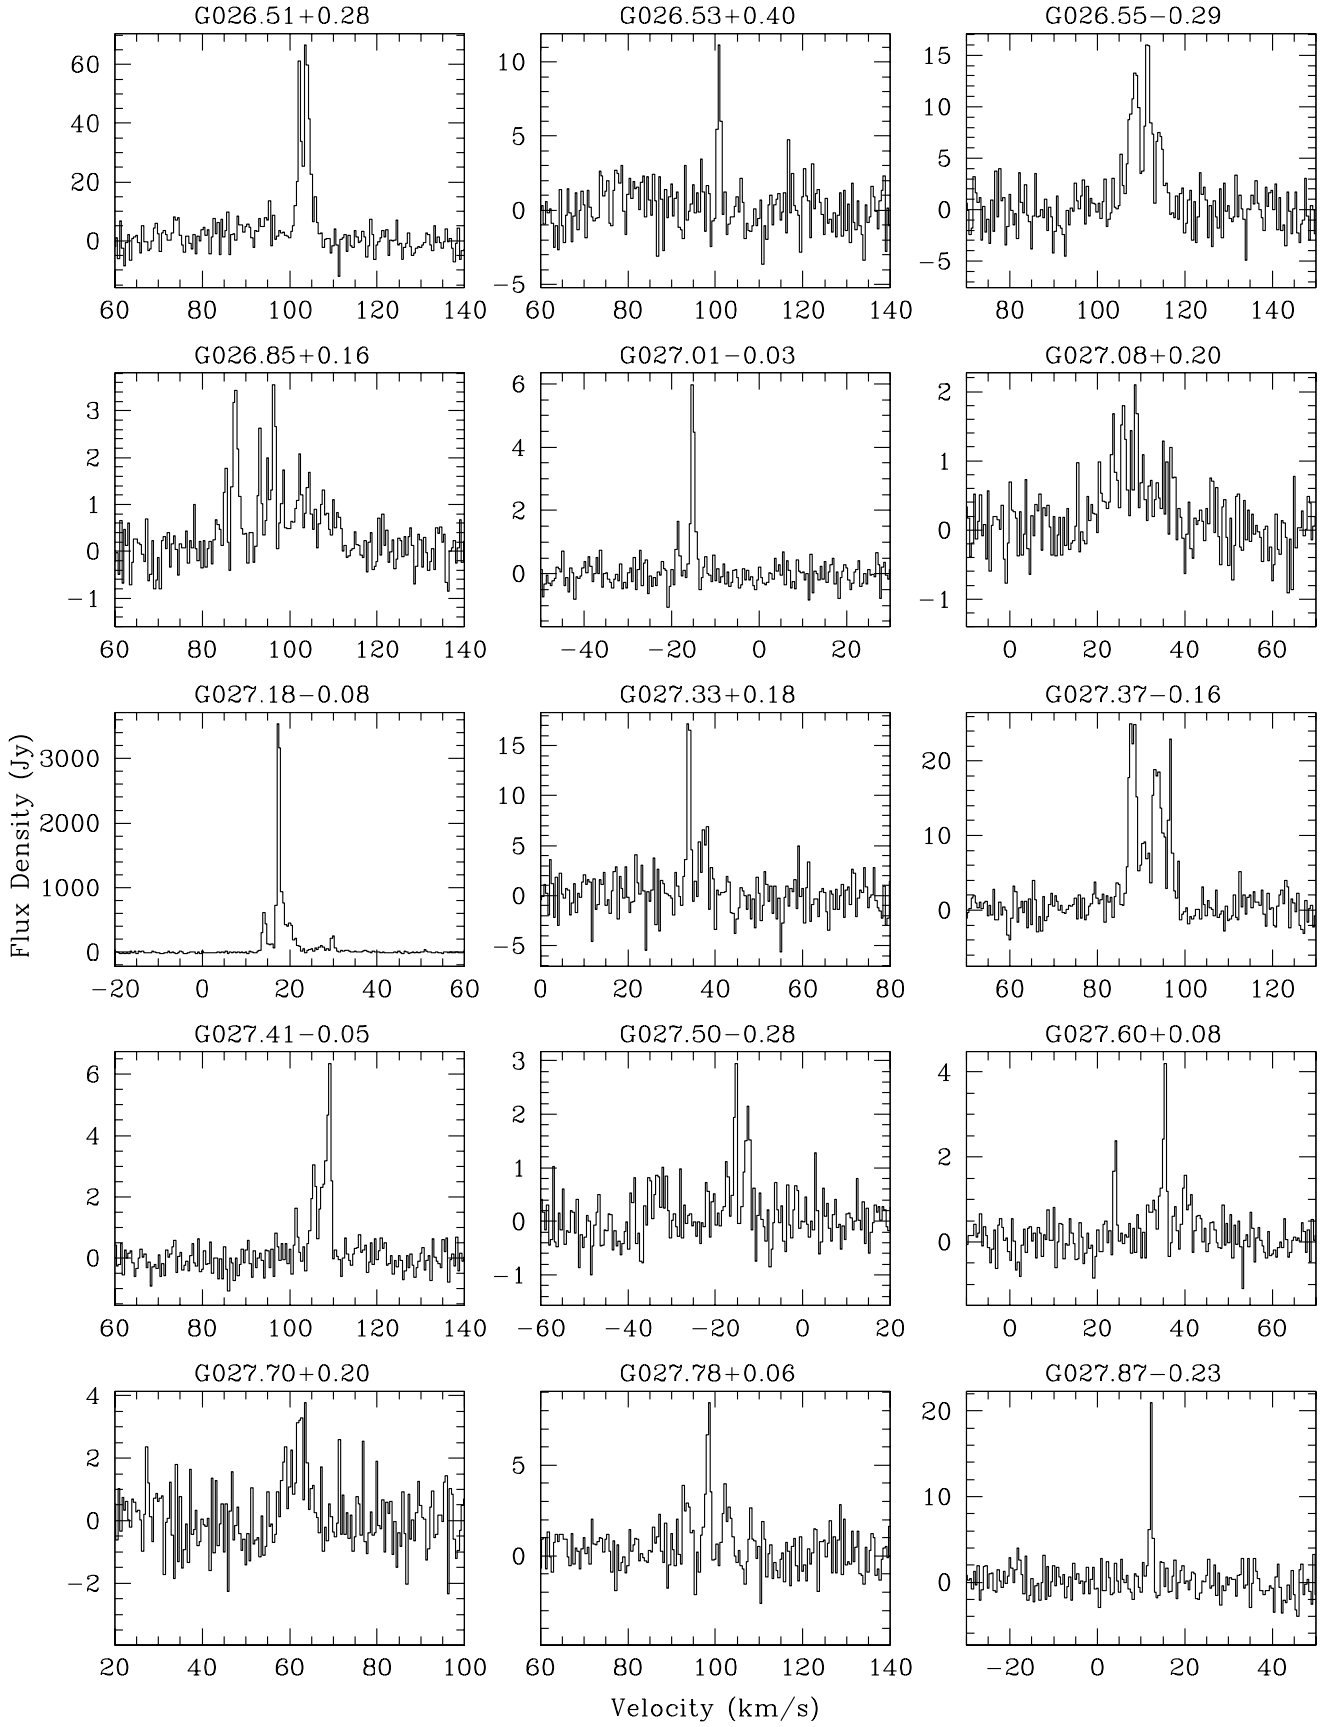 G026.51+0.28 G026.53+0.40 G026.55−0.29
60 40 20 0
60 80 100 120 140
10 5 0 −5
60 80 100 120 140
15 10 5 0 −5
80 100 120 140
G026.85+0.16 G027.01−0.03 G027.08+0.20
3 2 1 0 −1
60 80 100 120 140
6 4 2 0
−40 −20 0 20
2 1 0 −1
0 20 40 60
G027.18−0.08 G027.33+0.18 G027.37−0.16
Flux Density (Jy)
3000 2000 1000 0
−20 0 20 40 60
15 10 5 0 −5
0 20 40 60 80
20 10 0
60 80 100 120
G027.41−0.05 G027.50−0.28 G027.60+0.08
6 4 2 0
60 80 100 120 140
3 2 1 0 −1
−60 −40 −20 0 20
4 2 0
0 20 40 60
G027.70+0.20 G027.78+0.06 G027.87−0.23
4 2 0 −2
20 40 60 80 100
5 0
60 80 100 120 140
20 10 0
−20 0 20 40
Velocity (km/s)